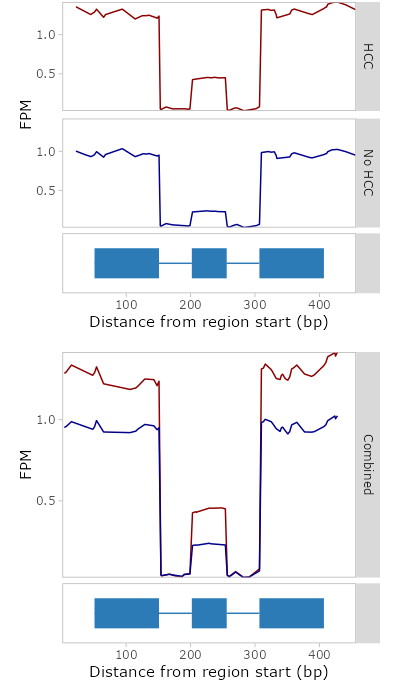 1.0
0.5
HCC
FPM
1.0
0.5
No HCC
100 200 300 400
Distance from region start (bp)
1.0
0.5
FPM
Combined
100 200 300 400
Distance from region start (bp)